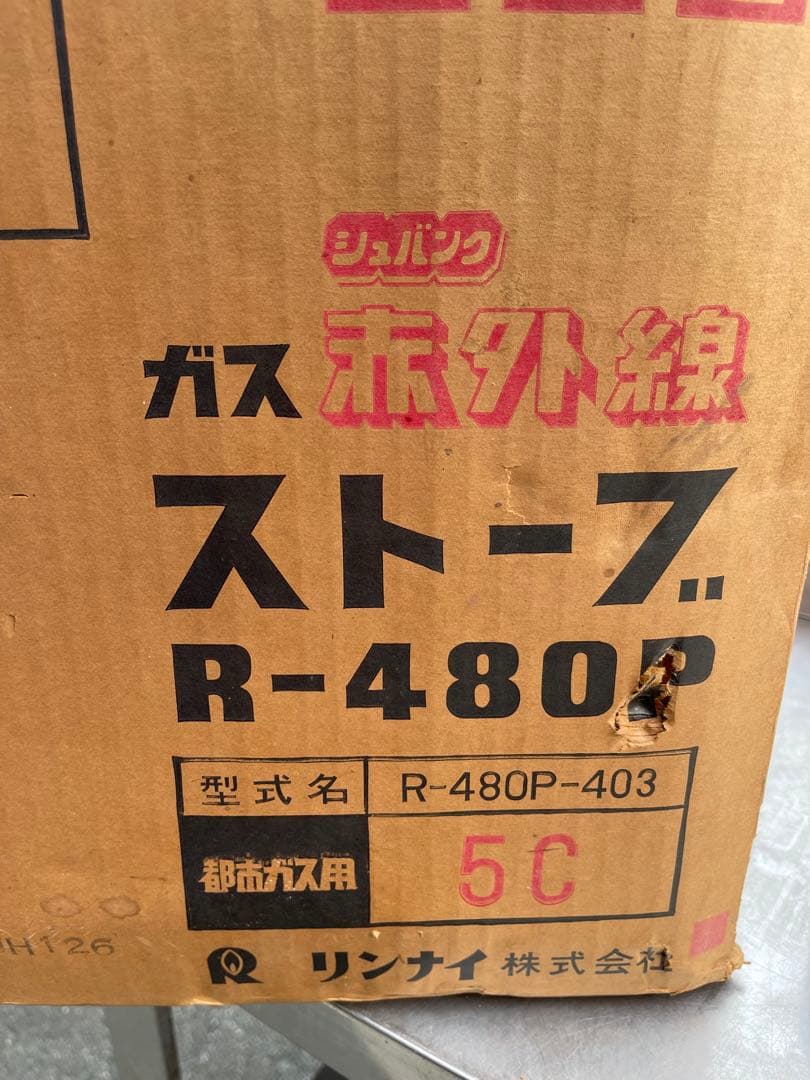 シュバンク
ガス 赤外線
ストーブ
R-480P
型式名 R-480P-403
都市ガス用 5C
H126
R リンナイ株式会社